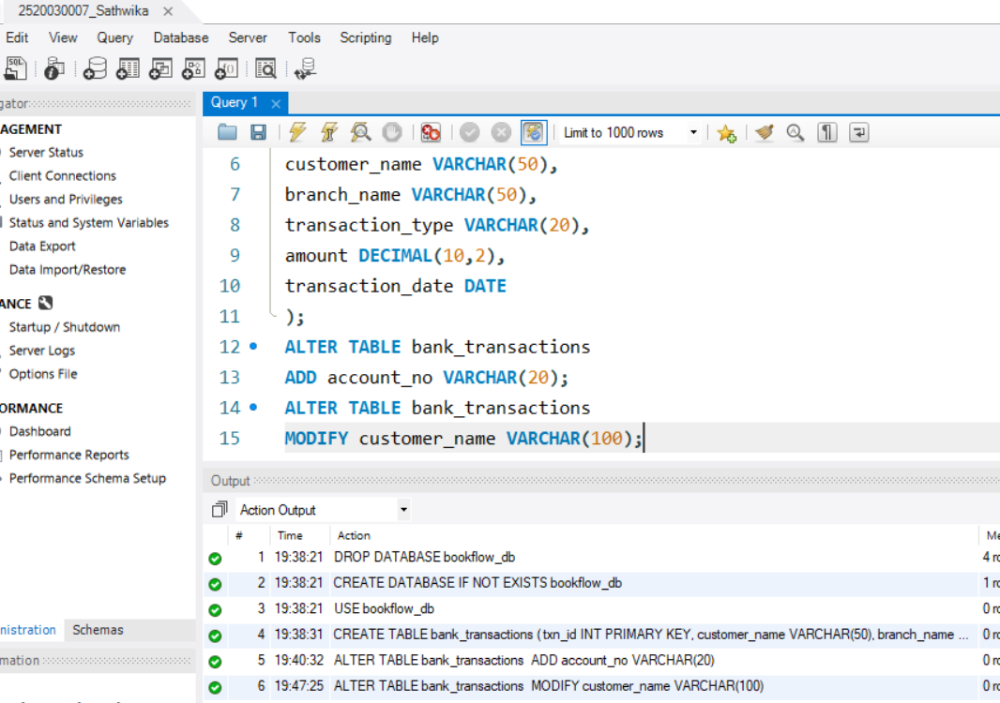 2520030007_Sathwika ×
Edit View Query Database Server Tools Scripting Help
Query 1 ×
AGEMENT
Server Status
Client Connections
Users and Privileges
Status and System Variables
Data Export
Data Import/Restore
ANCE
Startup / Shutdown
Server Logs
Options File
ORMANCE
Dashboard
Performance Reports
Performance Schema Setup
nistration Schemas
mation
Limit to 1000 rows
6 customer_name VARCHAR(50),
7 branch_name VARCHAR(50),
8 transaction_type VARCHAR(20),
9 amount DECIMAL(10,2),
10 transaction_date DATE
11 );
12 ALTER TABLE bank_transactions
13 ADD account_no VARCHAR(20);
14 ALTER TABLE bank_transactions
15 MODIFY customer_name VARCHAR(100);
Output
Action Output
# Time Action Me
1 19:38:21 DROP DATABASE bookflow_db 4 ro
2 19:38:21 CREATE DATABASE IF NOT EXISTS bookflow_db 1 ro
3 19:38:21 USE bookflow_db 0 ro
4 19:38:31 CREATE TABLE bank_transactions ( txn_id INT PRIMARY KEY, customer_name VARCHAR(50), branch_name ... 0 ro
5 19:40:32 ALTER TABLE bank_transactions ADD account_no VARCHAR(20) 0 ro
6 19:47:25 ALTER TABLE bank_transactions MODIFY customer_name VARCHAR(100) 0 ro